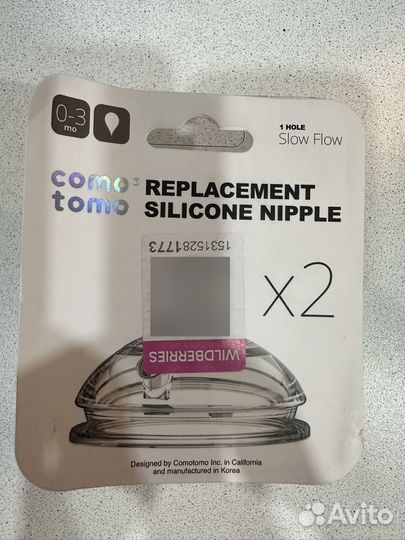 0-3
mo
1 HOLE
Slow Flow
como
tomo
REPLACEMENT
SILICONE NIPPLE
153152281773
x2
WILDBERRIES
Designed by Comotomo Inc. in California
and manufactured in Korea
Avito